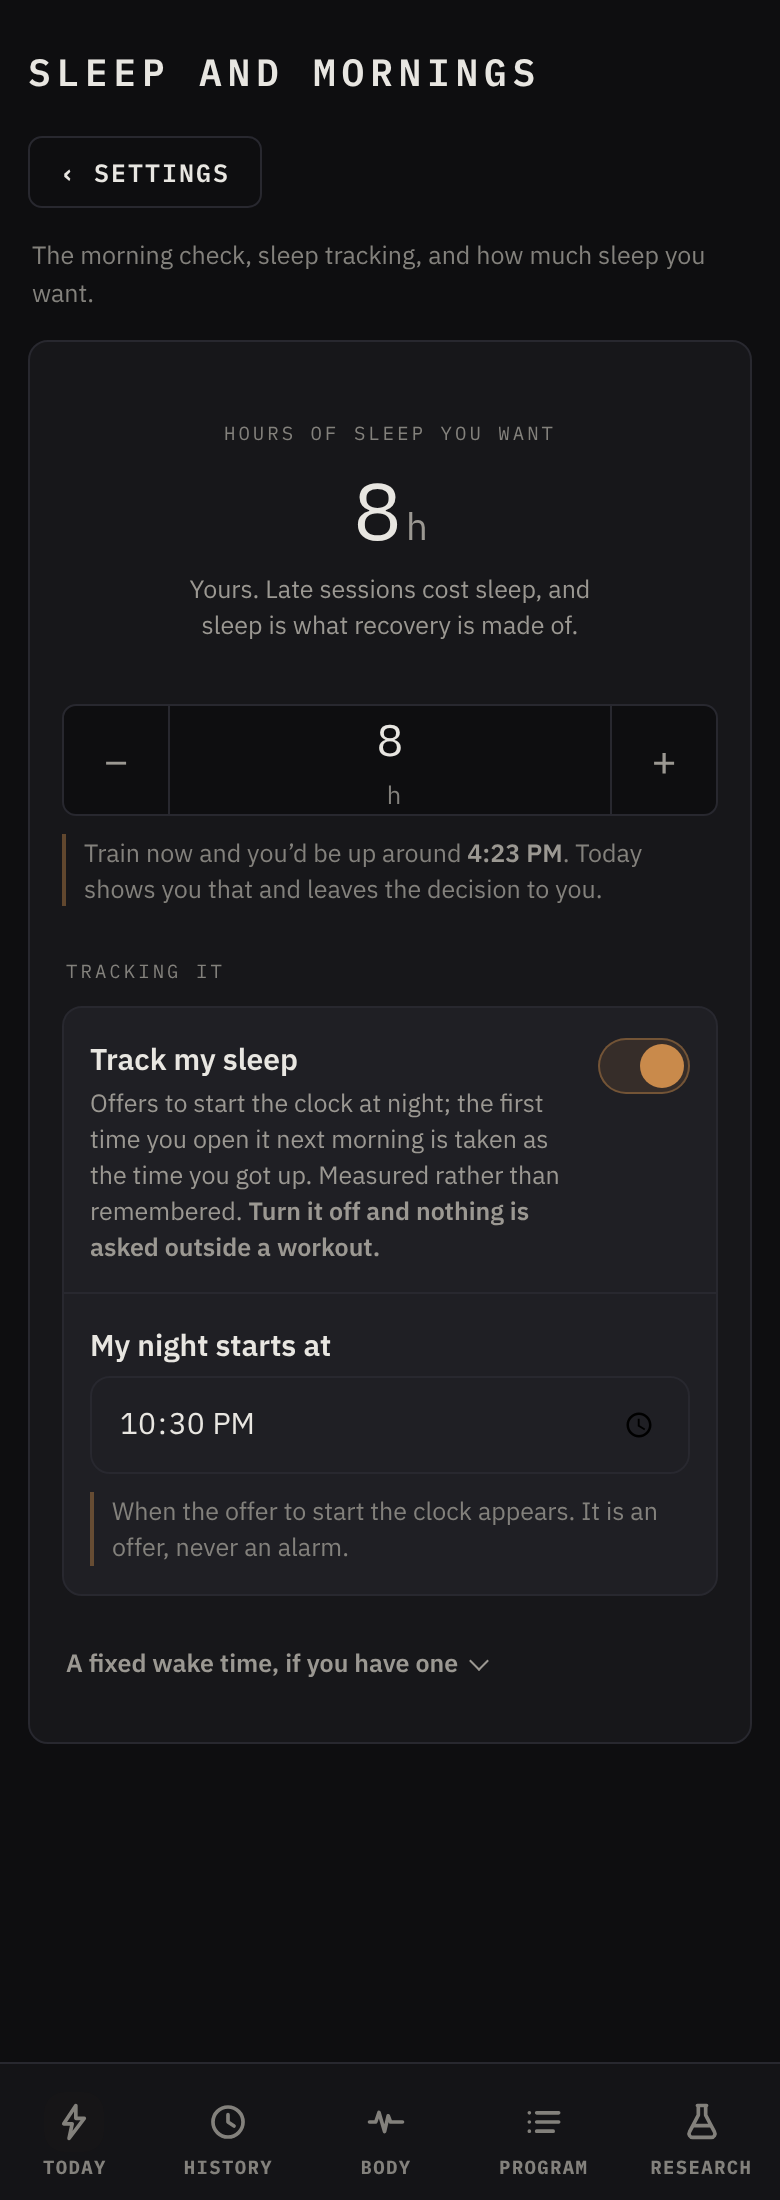 SLEEP AND MORNINGS
‹ SETTINGS
The morning check, sleep tracking, and how much sleep you
want.
HOURS OF SLEEP YOU WANT
8 h
Yours. Late sessions cost sleep, and
sleep is what recovery is made of.
− 8 +
h
Train now and you’d be up around 4:23 PM. Today
shows you that and leaves the decision to you.
TRACKING IT
Track my sleep
Offers to start the clock at night; the first
time you open it next morning is taken as
the time you got up. Measured rather than
remembered. Turn it off and nothing is
asked outside a workout.
My night starts at
10:30 PM
When the offer to start the clock appears. It is an
offer, never an alarm.
A fixed wake time, if you have one
TODAY HISTORY BODY PROGRAM RESEARCH